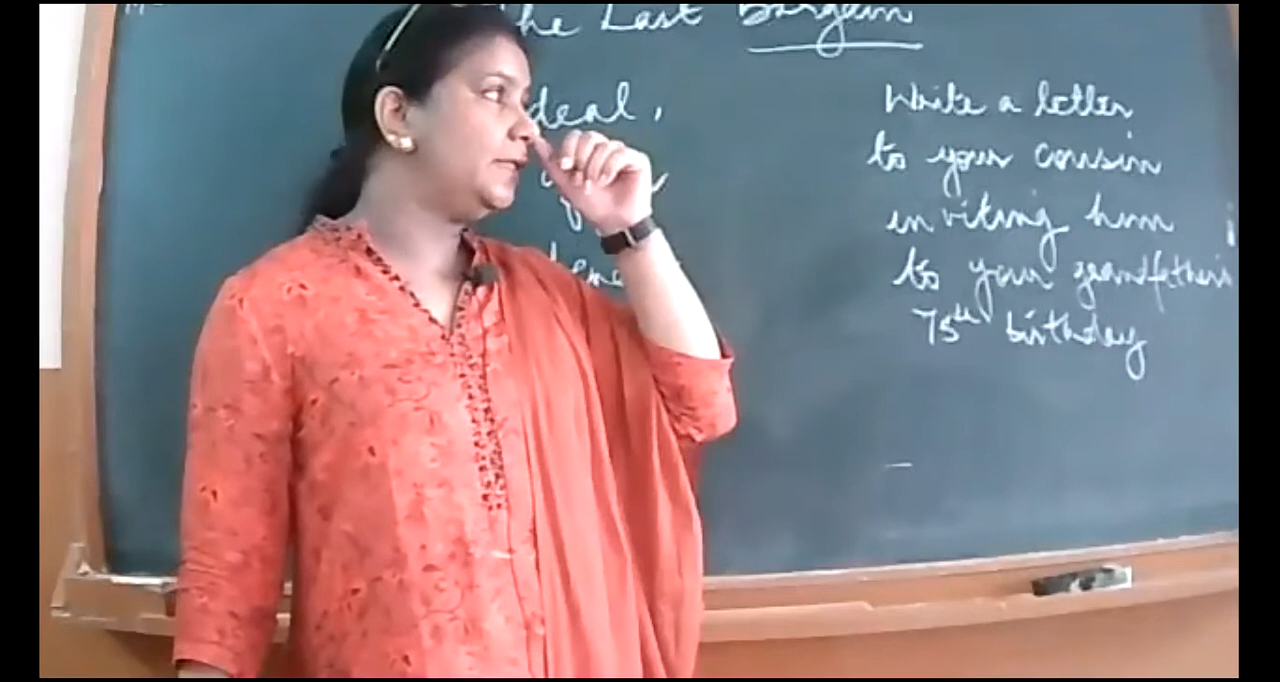 The Last Bargain
deal,
Write a letter
to your cousin
inviting him
to your grandfather's
75th birthday